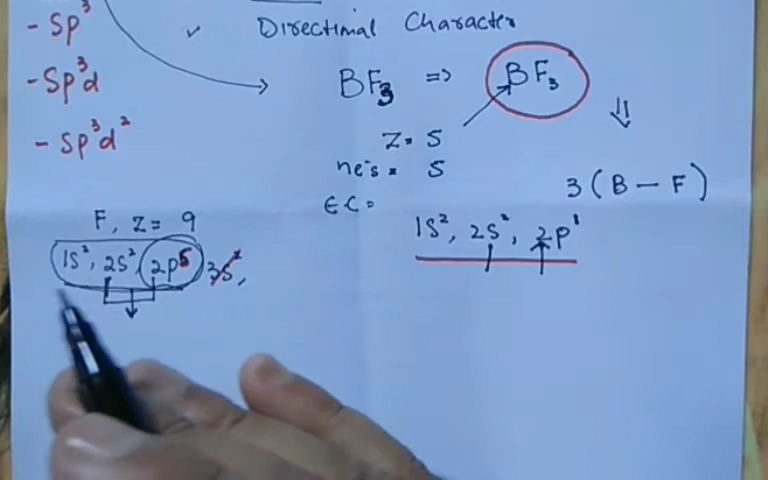 - Sp³
✓ Directional Character
- Sp³d
BF₃ => BF₃
- Sp³d²
Z = 5
ne's = 5
3 (B — F)
F, Z = 9
EC =
1S², 2S², 2P¹
1S², 2S², 2P⁵ 3S²,